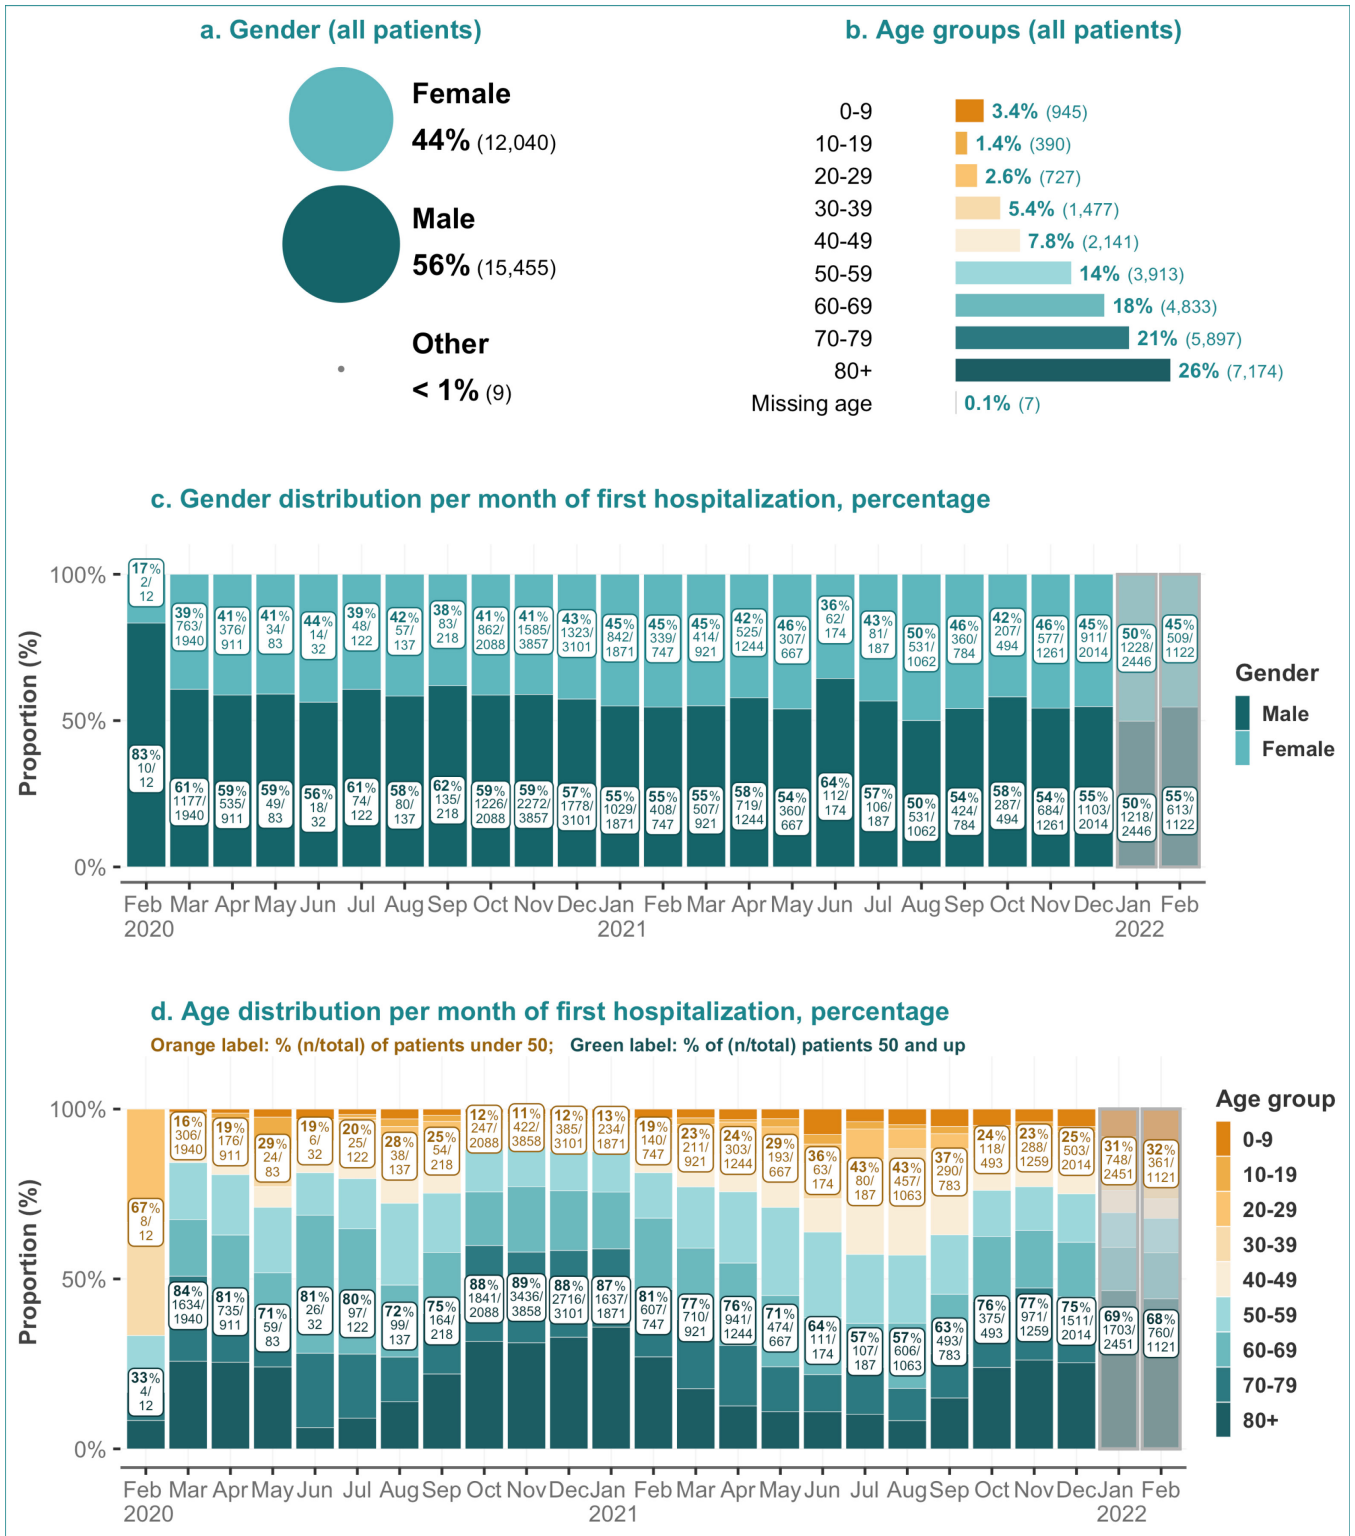 a. Gender (all patients)
Female
44% (12,040)
Male
56% (15,455)
Other
< 1% (9)
b. Age groups (all patients)
0-9 3.4% (945)
10-19 1.4% (390)
20-29 2.6% (727)
30-39 5.4% (1,477)
40-49 7.8% (2,141)
50-59 14% (3,913)
60-69 18% (4,833)
70-79 21% (5,897)
80+ 26% (7,174)
Missing age 0.1% (7)
c. Gender distribution per month of first hospitalization, percentage
Proportion (%)
100%
50%
0%
17% 2/ 12
39% 763/ 1940
41% 376/ 911
41% 34/ 83
44% 14/ 32
39% 48/ 122
42% 57/ 137
38% 83/ 218
41% 862/ 2088
41% 1585/ 3857
43% 1323/ 3101
45% 842/ 1871
45% 339/ 747
45% 414/ 921
42% 525/ 1244
46% 307/ 667
36% 62/ 174
43% 81/ 187
50% 531/ 1062
46% 360/ 784
42% 207/ 494
46% 577/ 1261
45% 911/ 2014
50% 1228/ 2446
45% 509/ 1122
83% 10/ 12
61% 1177/ 1940
59% 535/ 911
59% 49/ 83
56% 18/ 32
61% 74/ 122
58% 80/ 137
62% 135/ 218
59% 1226/ 2088
59% 2272/ 3857
57% 1778/ 3101
55% 1029/ 1871
55% 408/ 747
55% 507/ 921
58% 719/ 1244
54% 360/ 667
64% 112/ 174
57% 106/ 187
50% 531/ 1062
54% 424/ 784
58% 287/ 494
54% 684/ 1261
55% 1103/ 2014
50% 1218/ 2446
55% 613/ 1122
Feb Mar Apr May Jun Jul Aug Sep Oct Nov Dec Jan Feb Mar Apr May Jun Jul Aug Sep Oct Nov Dec Jan Feb
2020 2021 2022
Gender
Male
Female
d. Age distribution per month of first hospitalization, percentage
Orange label: % (n/total) of patients under 50; Green label: % of (n/total) patients 50 and up
Proportion (%)
100%
50%
0%
67% 8/ 12
16% 306/ 1940
19% 176/ 911
29% 24/ 83
19% 6/ 32
20% 25/ 122
28% 38/ 137
25% 54/ 218
12% 247/ 2088
11% 422/ 3858
12% 385/ 3101
13% 234/ 1871
19% 140/ 747
23% 211/ 921
24% 303/ 1244
29% 193/ 667
36% 63/ 174
43% 80/ 187
43% 457/ 1063
37% 290/ 783
24% 118/ 493
23% 288/ 1259
25% 503/ 2014
31% 748/ 2451
32% 361/ 1121
33% 4/ 12
84% 1634/ 1940
81% 735/ 911
71% 59/ 83
81% 26/ 32
80% 97/ 122
72% 99/ 137
75% 164/ 218
88% 1841/ 2088
89% 3436/ 3858
88% 2716/ 3101
87% 1637/ 1871
81% 607/ 747
77% 710/ 921
76% 941/ 1244
71% 474/ 667
64% 111/ 174
57% 107/ 187
57% 606/ 1063
63% 493/ 783
76% 375/ 493
77% 971/ 1259
75% 1511/ 2014
69% 1703/ 2451
68% 760/ 1121
Feb Mar Apr May Jun Jul Aug Sep Oct Nov Dec Jan Feb Mar Apr May Jun Jul Aug Sep Oct Nov Dec Jan Feb
2020 2021 2022
Age group
0-9
10-19
20-29
30-39
40-49
50-59
60-69
70-79
80+